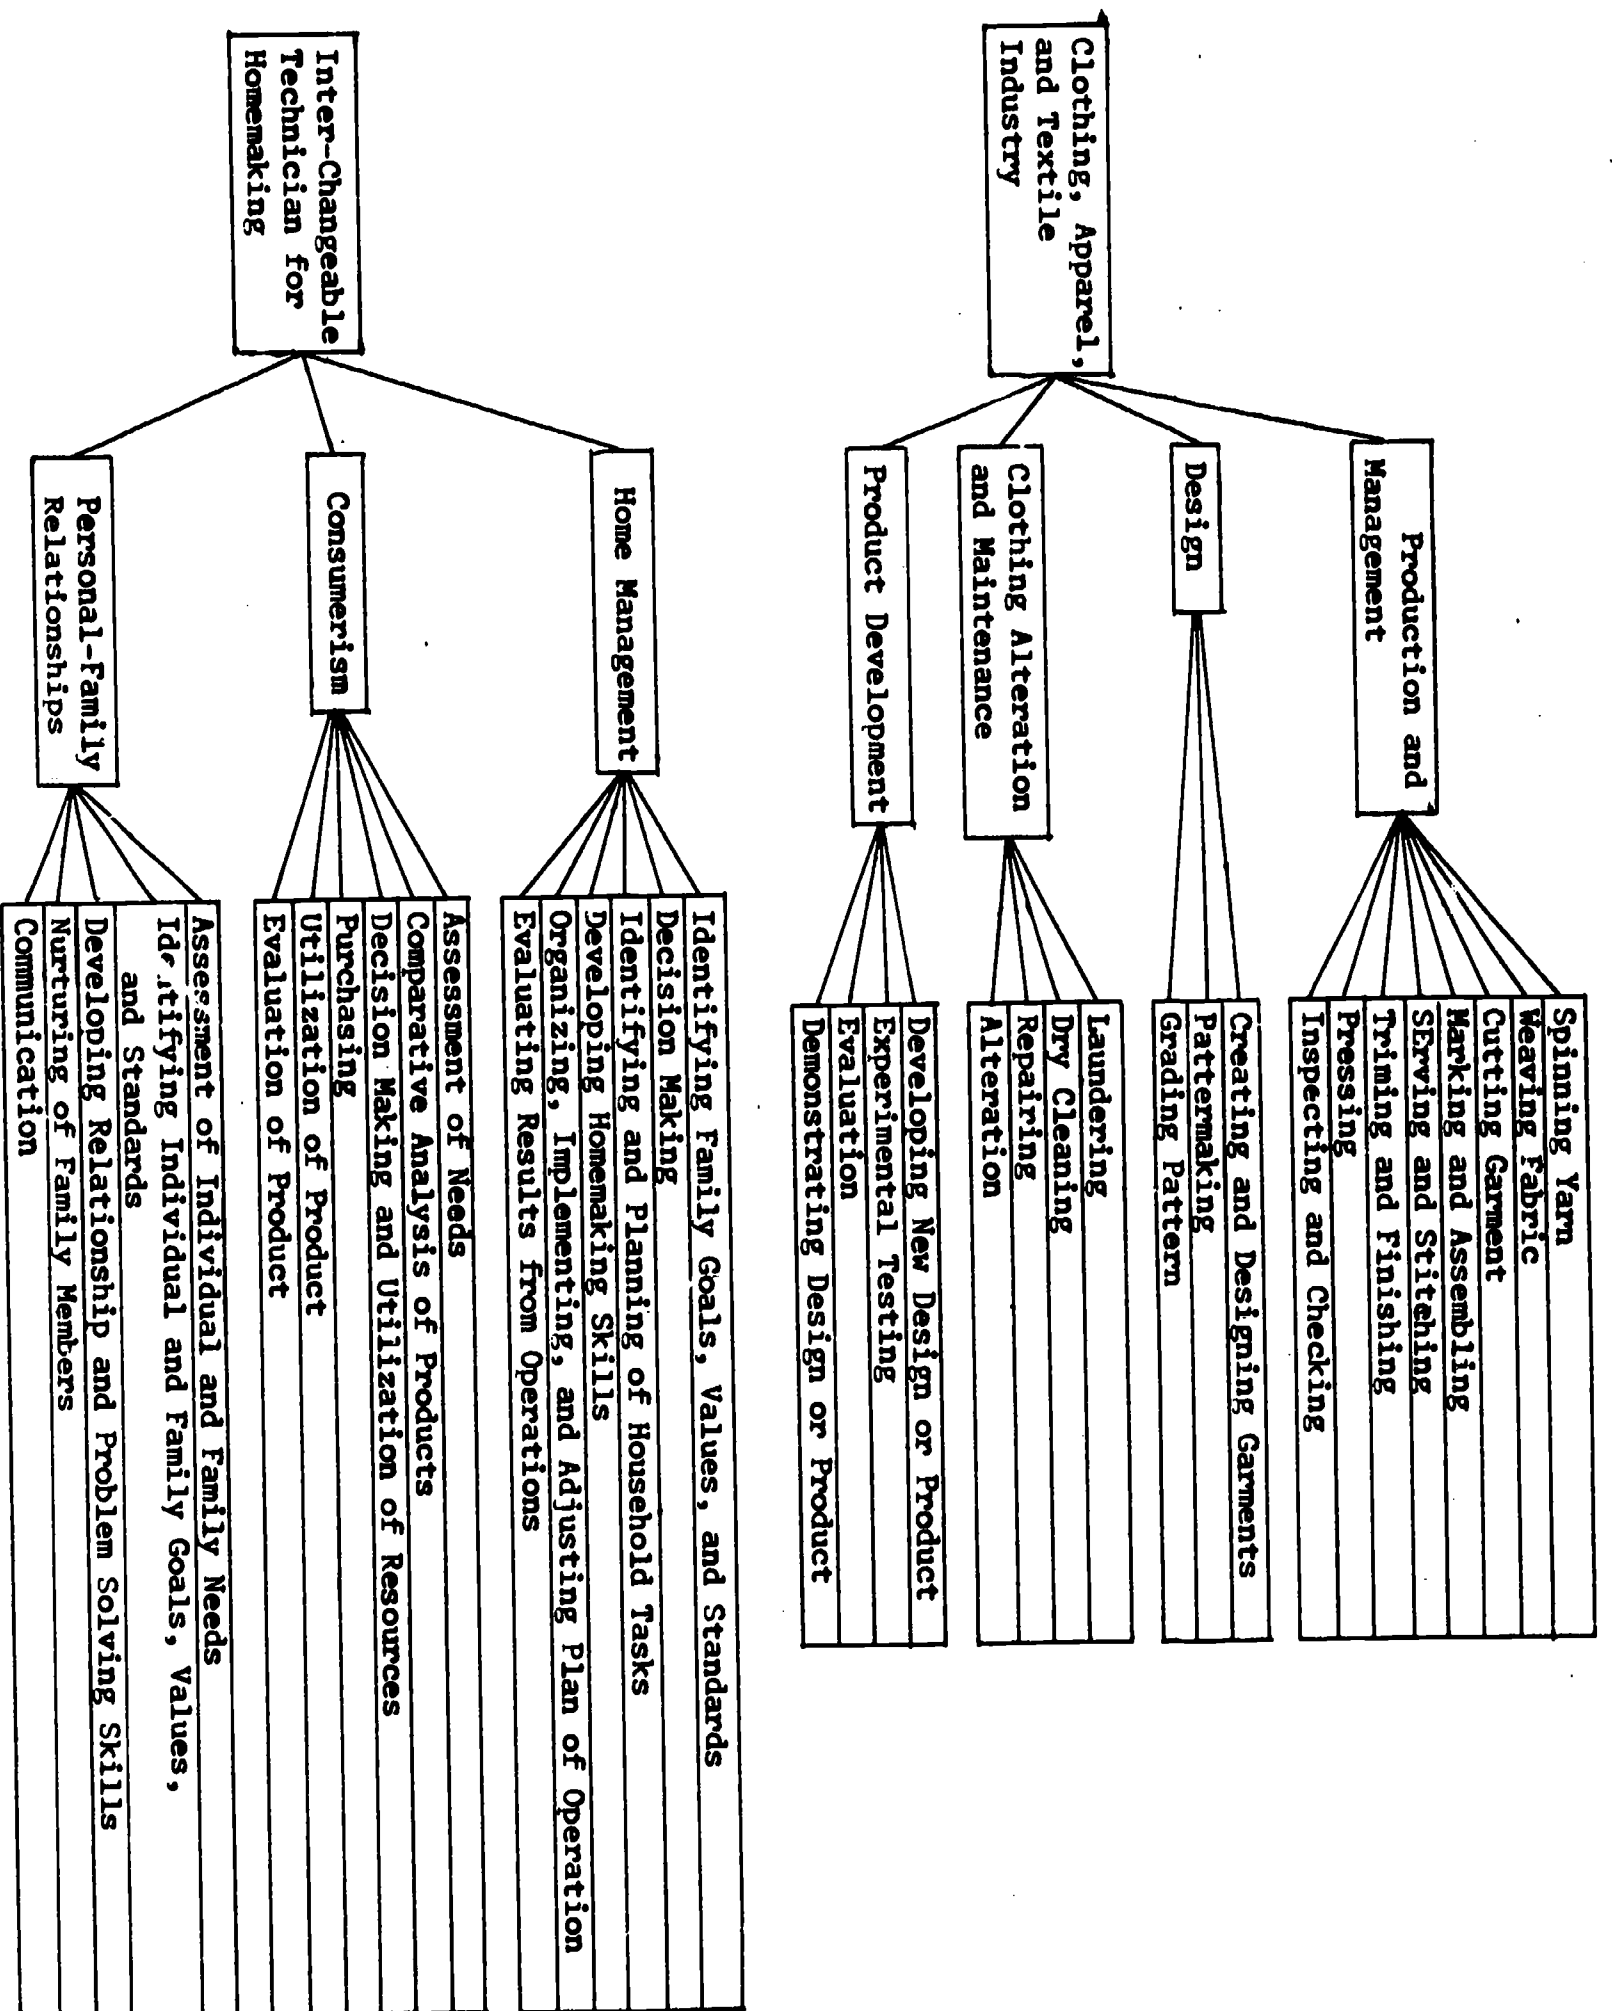 Clothing, Apparel,
and Textile
Industry
Production and
Management
Spinning Yarn
Weaving Fabric
Cutting Garment
Marking and Assembling
SErving and Stitching
Triming and Finishing
Pressing
Inspecting and Checking
Design
Creating and Designing Garments
Pattermaking
Grading Pattern
Clothing Alteration
and Maintenance
Laundering
Dry Cleaning
Repairing
Alteration
Product Development
Developing New Design or Product
Experimental Testing
Evaluation
Demonstrating Design or Product
Inter-Changeable
Technician for
Homemaking
Home Management
Identifying Family Goals, Values, and Standards
Decision Making
Identifying and Planning of Household Tasks
Developing Homemaking Skills
Organizing, Implementing, and Adjusting Plan of Operation
Evaluating Results from Operations
Consumerism
Assessment of Needs
Comparative Analysis of Products
Decision Making and Utilization of Resources
Purchasing
Utilization of Product
Evaluation of Product
Personal-Family
Relationships
Assessment of Individual and Family Needs
Identifying Individual and Family Goals, Values,
and Standards
Developing Relationship and Problem Solving Skills
Nurturing of Family Members
Communication